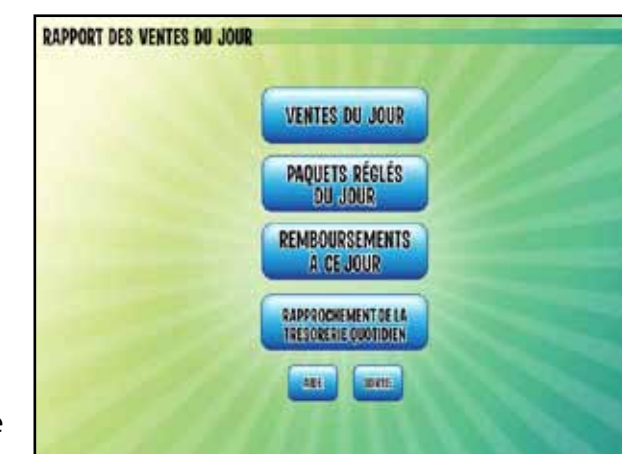 RAPPORT DES VENTES DU JOUR
VENTES DU JOUR
PAQUETS RÉGLÉS
DU JOUR
REMBOURSEMENTS
À CE JOUR
RAPPROCHEMENT DE LA
TRÉSORERIE QUOTIDIEN
AIDE SORTIE
e